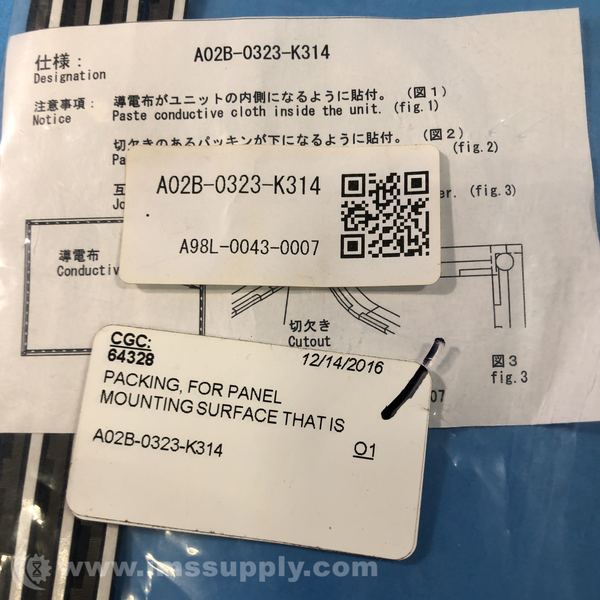 仕様：
A02B-0323-K314
Designation
注意事項：
導電布がユニットの内側になるように貼付。（図１）
Notice
Paste conductive cloth inside the unit. (fig.1)
切欠きのあるパッキンが下になるように貼付。（図２）
(fig.2)
A02B-0323-K314
(fig.3)
A98L-0043-0007
導電布
切欠き
Cutout
図３
fig.3
07
CGC:
64328
12/14/2016
PACKING, FOR PANEL
MOUNTING SURFACE THAT IS
A02B-0323-K314
O1
www.imssupply.com